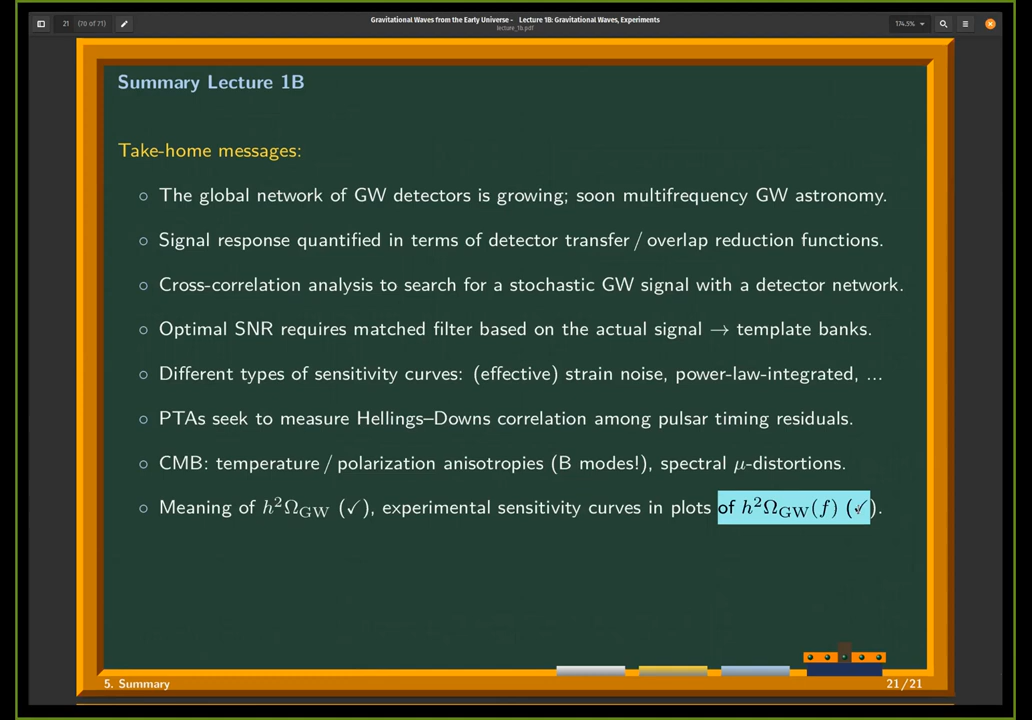 21 (70 of 71)
Gravitational Waves from the Early Universe - Lecture 1B: Gravitational Waves, Experiments
lecture_1b.pdf
174.5%
Summary Lecture 1B
Take-home messages:
○ The global network of GW detectors is growing; soon multifrequency GW astronomy.
○ Signal response quantified in terms of detector transfer / overlap reduction functions.
○ Cross-correlation analysis to search for a stochastic GW signal with a detector network.
○ Optimal SNR requires matched filter based on the actual signal → template banks.
○ Different types of sensitivity curves: (effective) strain noise, power-law-integrated, ...
○ PTAs seek to measure Hellings–Downs correlation among pulsar timing residuals.
○ CMB: temperature / polarization anisotropies (B modes!), spectral μ-distortions.
○ Meaning of h²Ω_GW (✓), experimental sensitivity curves in plots of h²Ω_GW(f) (✓).
5. Summary
21/21